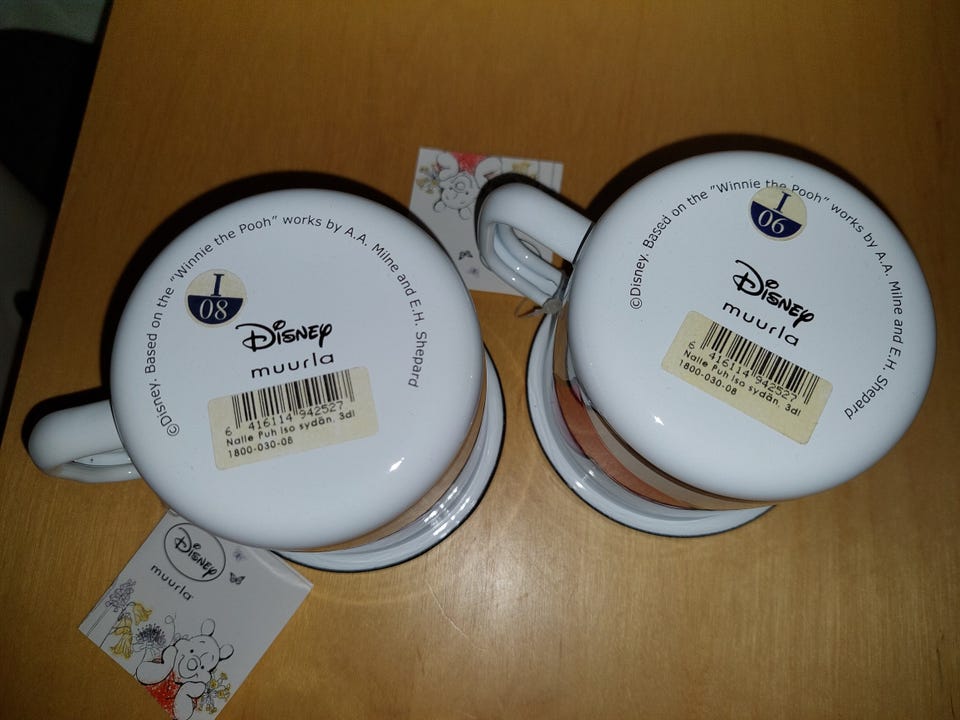 ©Disney. Based on the "Winnie the Pooh" works by A.A. Milne and E.H. Shepard
I
08
Disney
muurla
6 416114 942527
Nalle Puh Iso sydän, 3dl
1800-030-08
Disney
muurla
©Disney. Based on the "Winnie the Pooh" works by A.A. Milne and E.H. Shepard
I
06
Disney
muurla
6 416114 942527
Nalle Puh Iso sydän, 3dl
1800-030-08